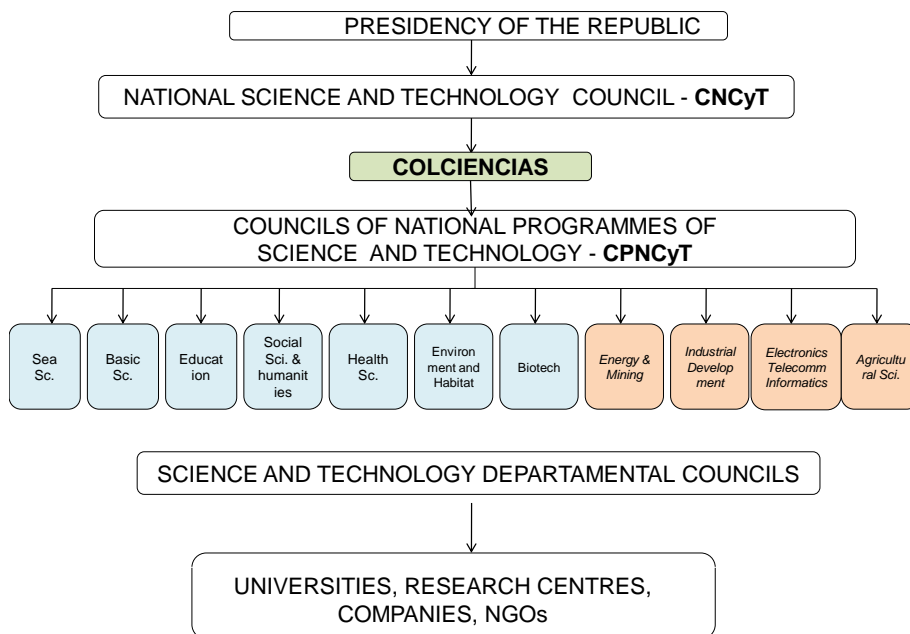 PRESIDENCY OF THE REPUBLIC
NATIONAL SCIENCE AND TECHNOLOGY COUNCIL - CNCyT
COLCIENCIAS
COUNCILS OF NATIONAL PROGRAMMES OF
SCIENCE AND TECHNOLOGY - CPNCyT
Sea
Sc.
Basic
Sc.
Educat
ion
Social
Sci. &
humanit
ies
Health
Sc.
Environ
ment and
Habitat
Biotech
Energy &
Mining
Industrial
Develop
ment
Electronics
Telecomm
Informatics
Agricultu
ral Sci.
SCIENCE AND TECHNOLOGY DEPARTAMENTAL COUNCILS
UNIVERSITIES, RESEARCH CENTRES,
COMPANIES, NGOs